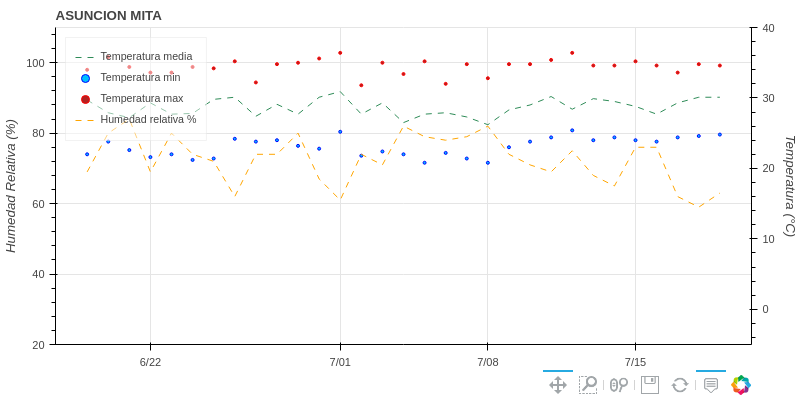 ASUNCION MITA
Temperatura media
Temperatura min
Temperatura max
Humedad relativa %
Humedad Relativa (%)
100
80
60
40
20
Temperatura (°C)
40
30
20
10
0
6/22
7/01
7/08
7/15